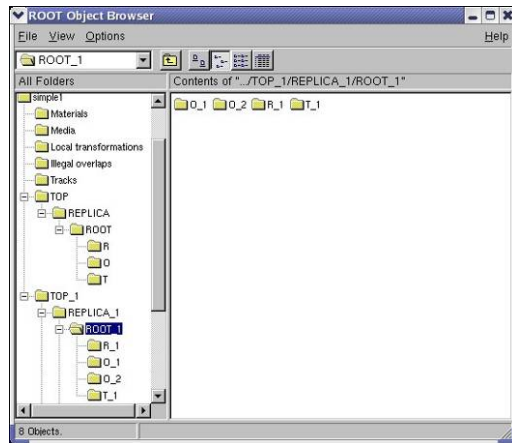 ROOT Object Browser
File View Options Help
ROOT_1
All Folders
Contents of ".../TOP_1/REPLICA_1/ROOT_1"
simple1
Materials
Media
Local transformations
Illegal overlaps
Tracks
TOP
REPLICA
ROOT
R
O
T
TOP_1
REPLICA_1
ROOT_1
R_1
O_1
O_2
T_1
O_1 O_2 R_1 T_1
8 Objects.